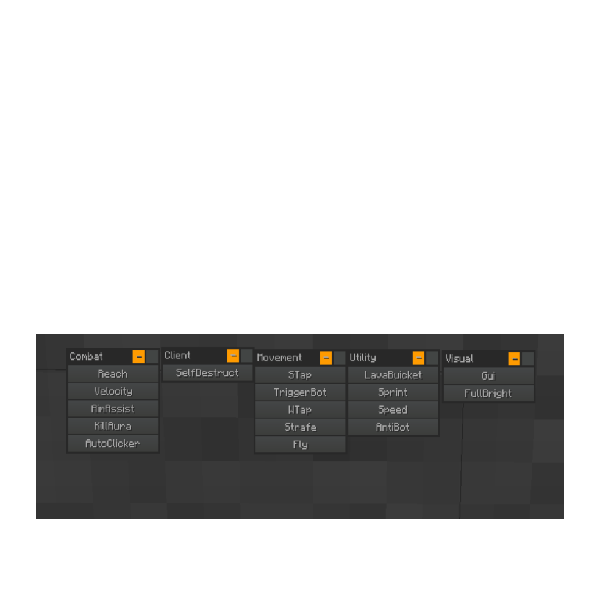 Combat
Reach
Velocity
AimAssist
KillAura
AutoClicker
Client
SelfDestruct
Movement
STap
TriggerBot
WTap
Strafe
Fly
Utility
LavaBuicket
Sprint
Speed
AntiBot
Visual
Gui
FullBright